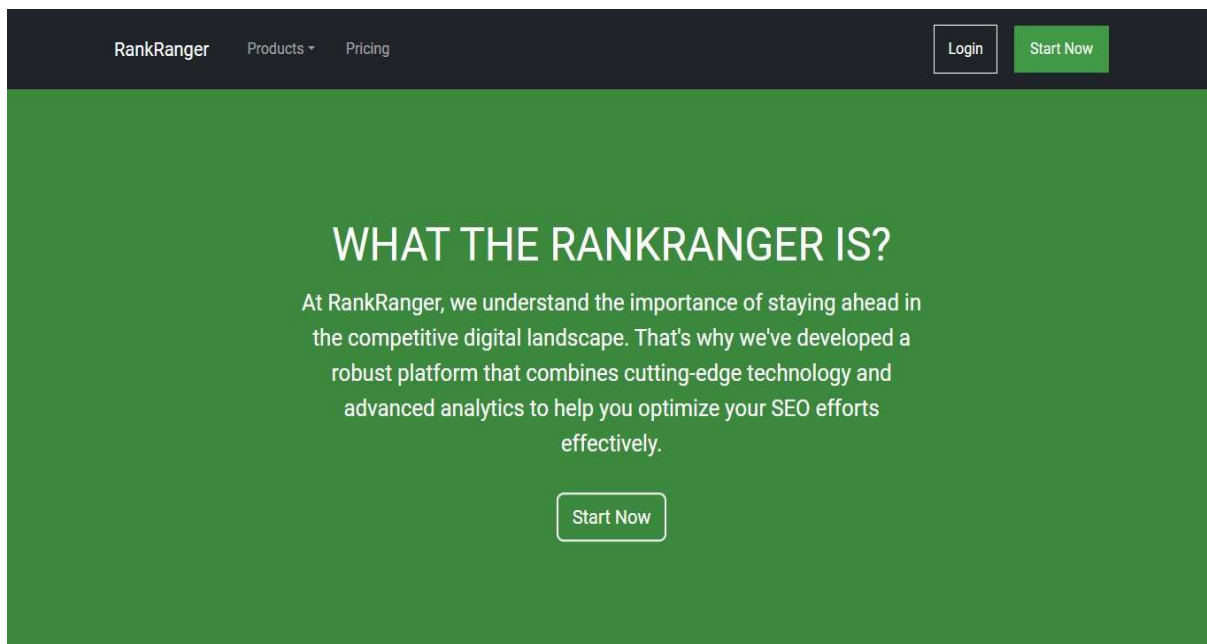 RankRanger Products Pricing Login Start Now
WHAT THE RANKRANGER IS?
At RankRanger, we understand the importance of staying ahead in
the competitive digital landscape. That's why we've developed a
robust platform that combines cutting-edge technology and
advanced analytics to help you optimize your SEO efforts
effectively.
Start Now